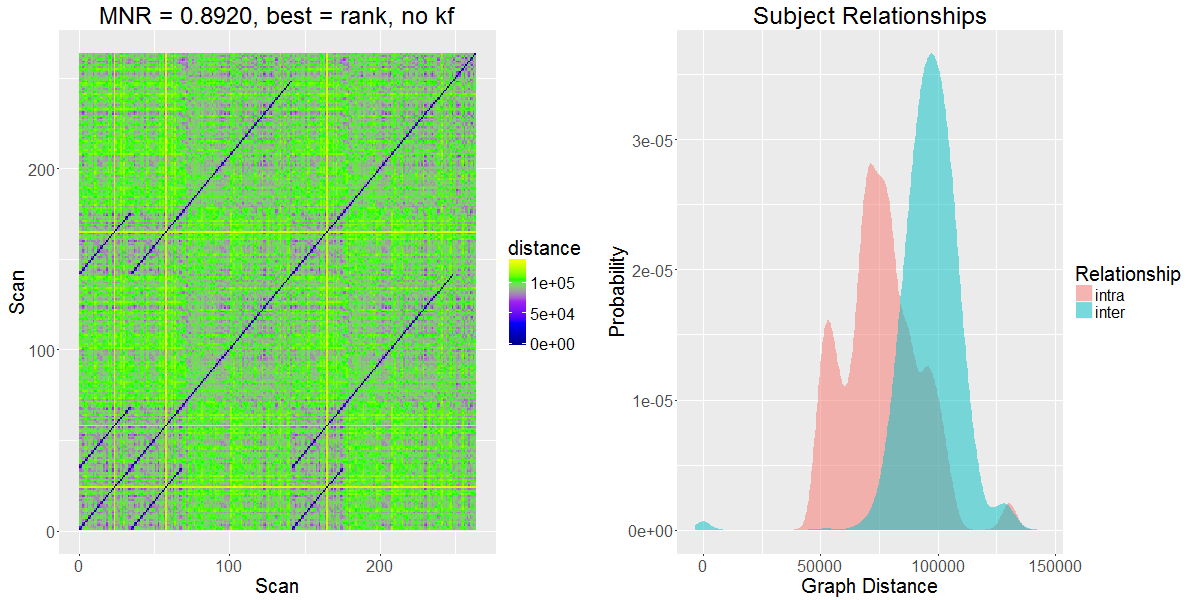 MNR = 0.8920, best = rank, no kf
Scan
200
100
0
0
100
200
Scan
distance
1e+05
5e+04
0e+00
Subject Relationships
Probability
3e-05
2e-05
1e-05
0e+00
0
50000
100000
150000
Graph Distance
Relationship
intra
inter